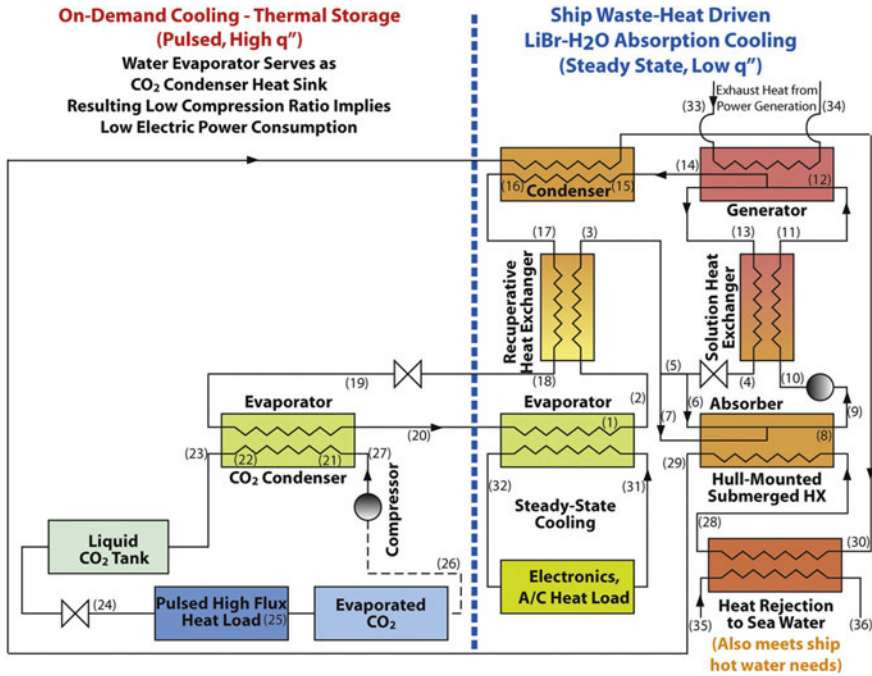 On-Demand Cooling - Thermal Storage
(Pulsed, High q”)
Water Evaporator Serves as
CO2 Condenser Heat Sink
Resulting Low Compression Ratio Implies
Low Electric Power Consumption
Ship Waste-Heat Driven
LiBr-H2O Absorption Cooling
(Steady State, Low q”)
Exhaust Heat from
Power Generation
(33)
(34)
(16)
(15)
Condenser
(14)
(12)
Generator
(17)
(3)
(13)
(11)
Recuperative
Heat Exchanger
Solution Heat
Exchanger
(19)
(18)
(5)
(4)
(10)
(2)
(6)
(7)
(9)
Evaporator
(20)
Evaporator
(1)
Absorber
(8)
(23)
(22)
(21)
(27)
CO2 Condenser
(32)
(31)
(29)
Hull-Mounted
Submerged HX
Compressor
Steady-State
Cooling
(28)
(30)
Liquid
CO2 Tank
(26)
Electronics,
A/C Heat Load
(24)
Pulsed High Flux
Heat Load
(25)
Evaporated
CO2
(35)
(36)
Heat Rejection
to Sea Water
(Also meets ship
hot water needs)